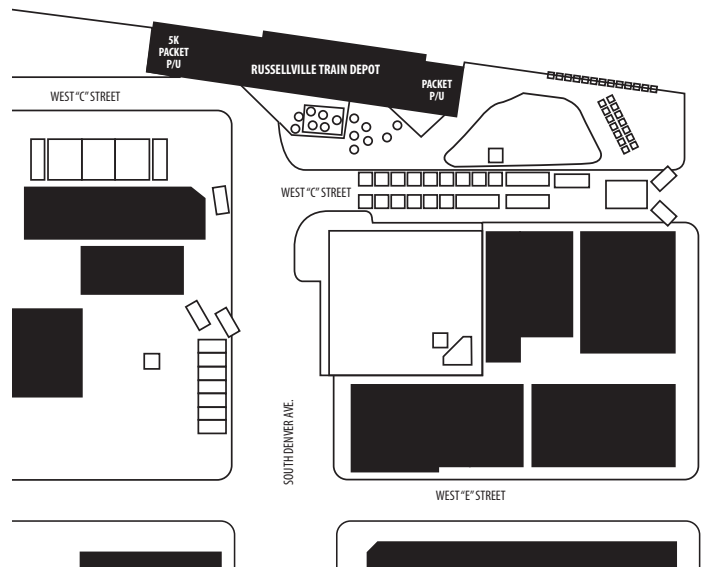 5K
PACKET
P/U
RUSSELLVILLE TRAIN DEPOT
PACKET
P/U
WEST "C" STREET
WEST "C" STREET
SOUTH DENVER AVE.
WEST "E" STREET